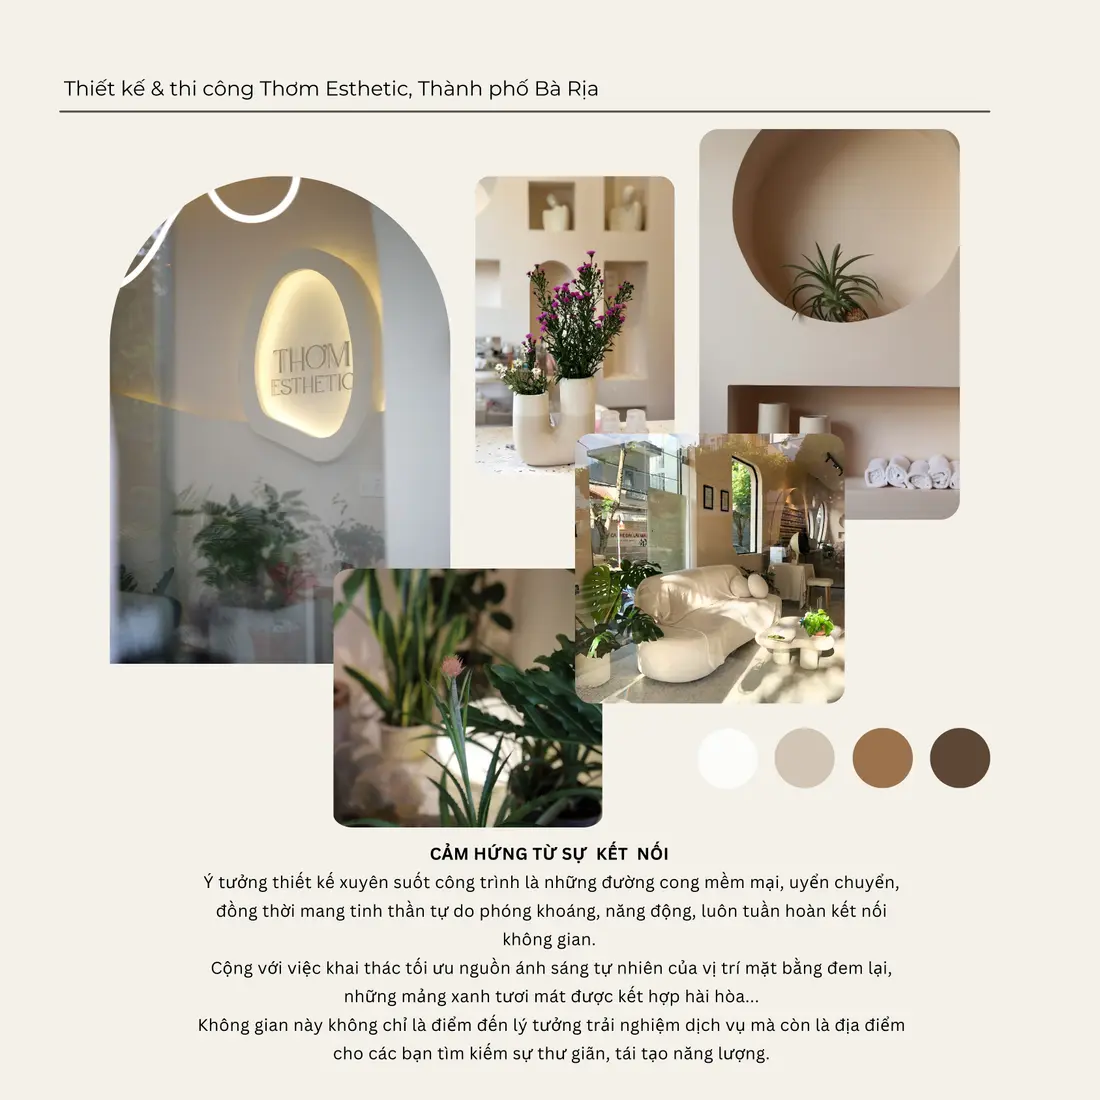 Thiết kế & thi công Thơm Esthetic, Thành phố Bà Rịa
THƠM
ESTHETIC
CẢM HỨNG TỪ SỰ KẾT NỐI
Ý tưởng thiết kế xuyên suốt công trình là những đường cong mềm mại, uyển chuyển,
đồng thời mang tinh thần tự do phóng khoáng, năng động, luôn tuần hoàn kết nối
không gian.
Cộng với việc khai thác tối ưu nguồn ánh sáng tự nhiên của vị trí mặt bằng đem lại,
những mảng xanh tươi mát được kết hợp hài hòa...
Không gian này không chỉ là điểm đến lý tưởng trải nghiệm dịch vụ mà còn là địa điểm
cho các bạn tìm kiếm sự thư giãn, tái tạo năng lượng.